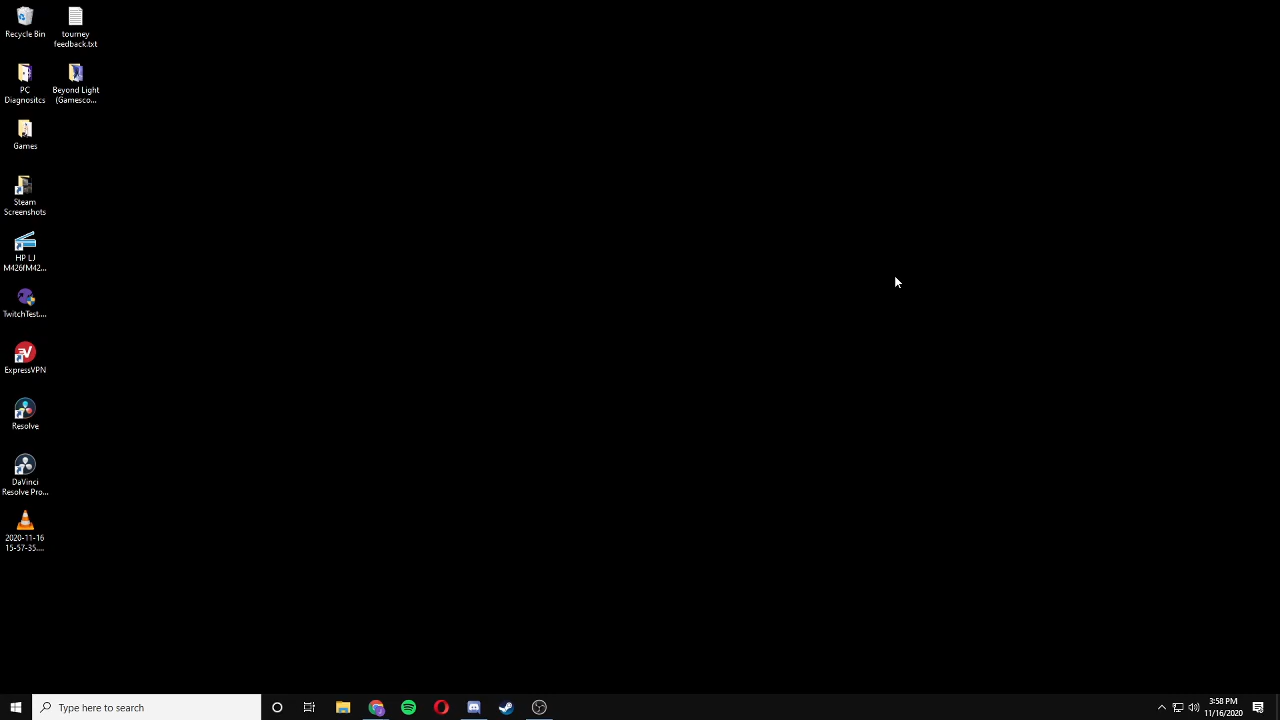 Recycle Bin
tourney
feedback.txt
PC
Diagnositcs
Beyond Light
(Gamesco...
Games
Steam
Screenshots
HP LJ
M426fM42...
TwitchTest....
ExpressVPN
Resolve
DaVinci
Resolve Pro...
2020-11-16
15-57-35....
Type here to search
3:58 PM
11/16/2020